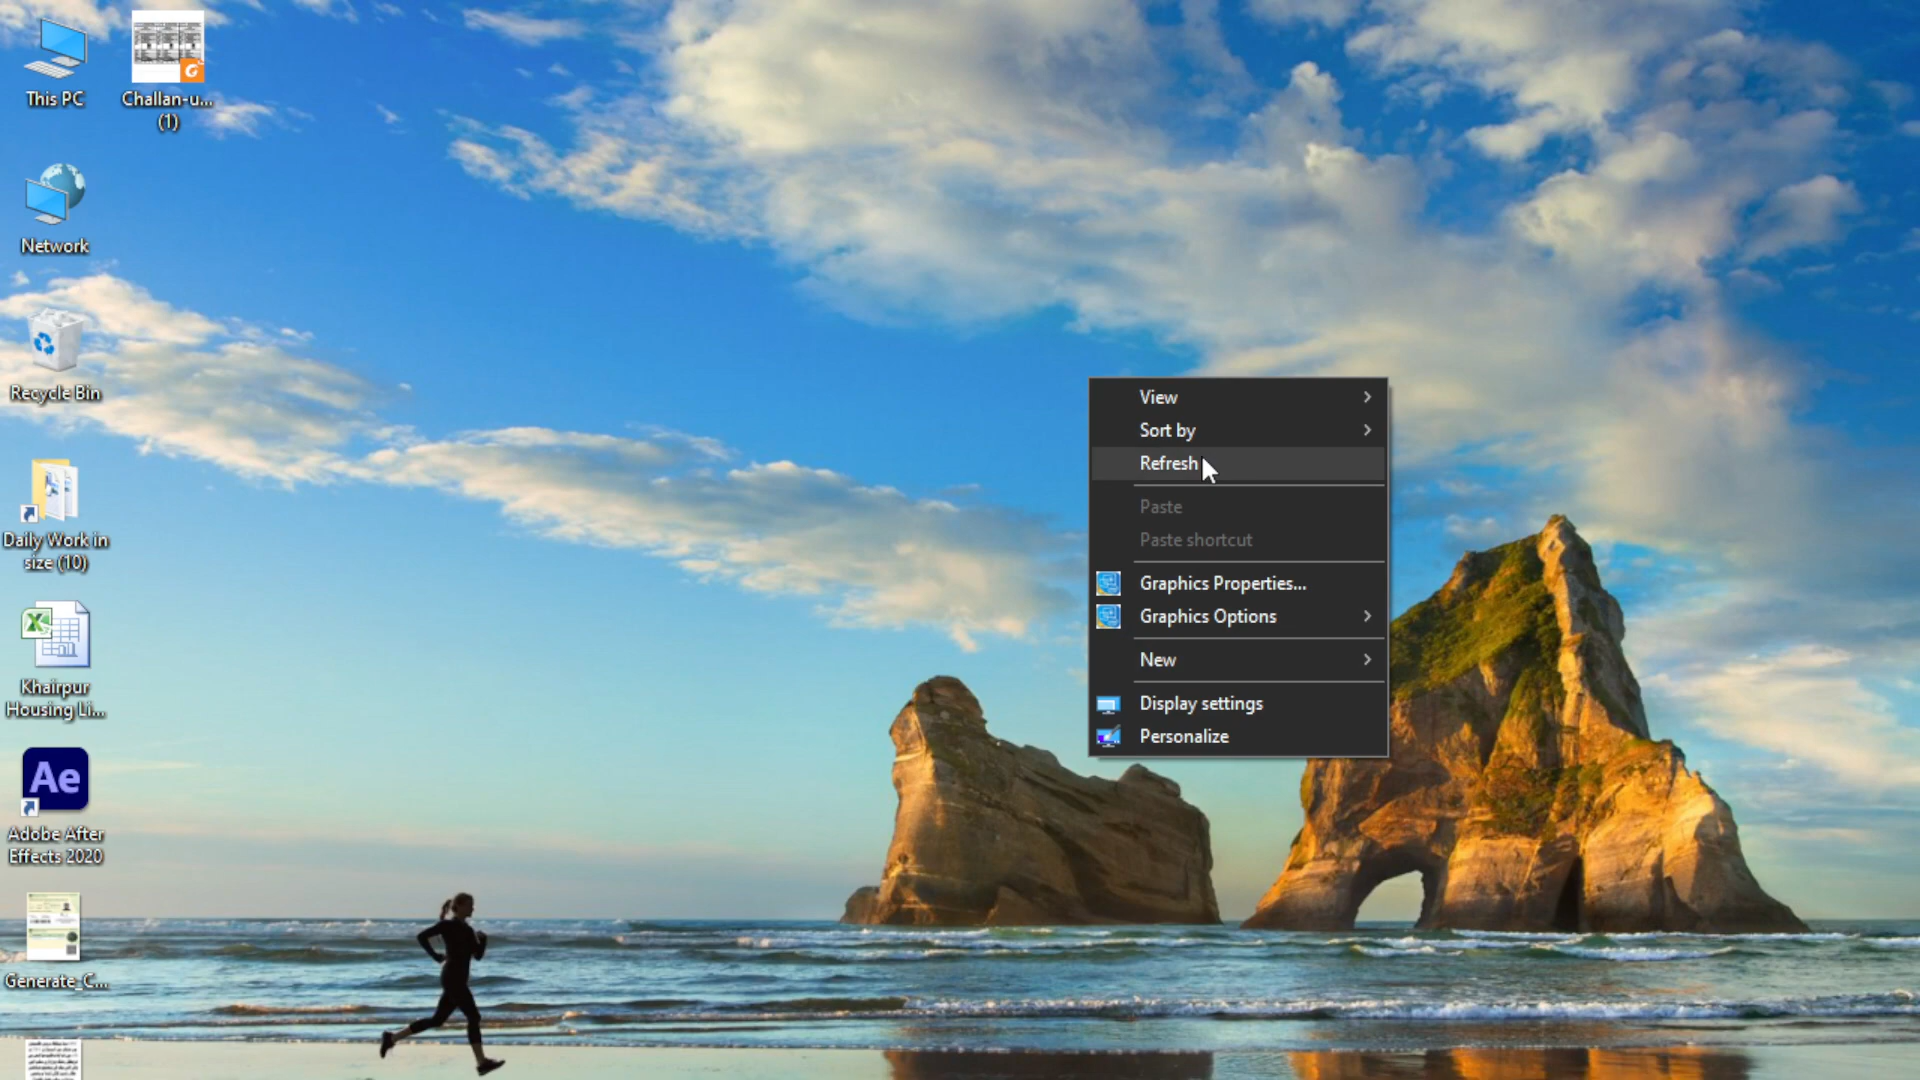 This PC
Challan-u...
(1)
Network
Recycle Bin
Daily Work in
size (10)
Khairpur
Housing Li...
Ae
Adobe After
Effects 2020
Generate_C...
View
Sort by
Refresh
Paste
Paste shortcut
Graphics Properties...
Graphics Options
New
Display settings
Personalize